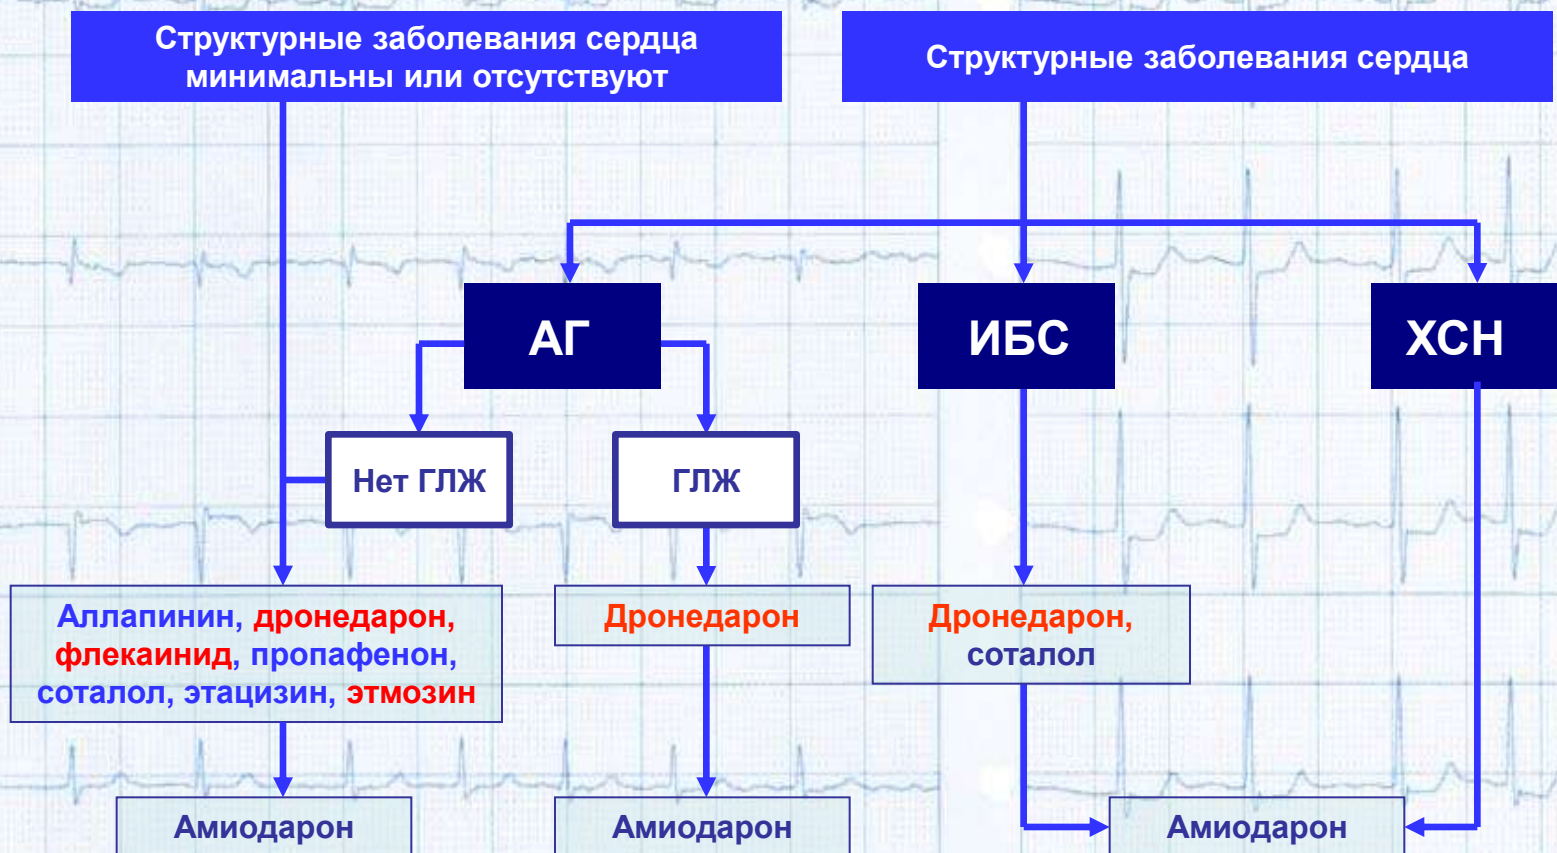 Структурные заболевания сердца
минимальны или отсутствуют
Структурные заболевания сердца
АГ
ИБС
ХСН
Нет ГЛЖ
ГЛЖ
Аллапинин, дронедарон,
флекаинид, пропафенон,
соталол, этацизин, этмозин
Дронедарон
Дронедарон,
соталол
Амиодарон
Амиодарон
Амиодарон